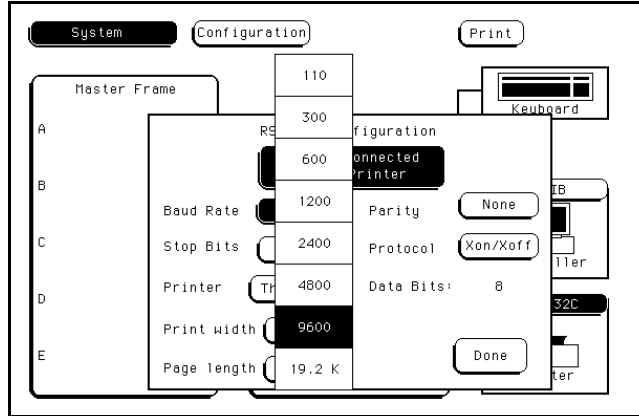 System
Configuration
Print
Master Frame
A
B
C
D
E
Keyboard
110
300
600
1200
2400
4800
9600
19.2 K
RS figuration
onnected
Printer
Baud Rate
Stop Bits
Printer Th
Print width
Page length
Parity None
Protocol Xon/Xoff
Data Bits: 8
Done
IB
ller
32C
ter